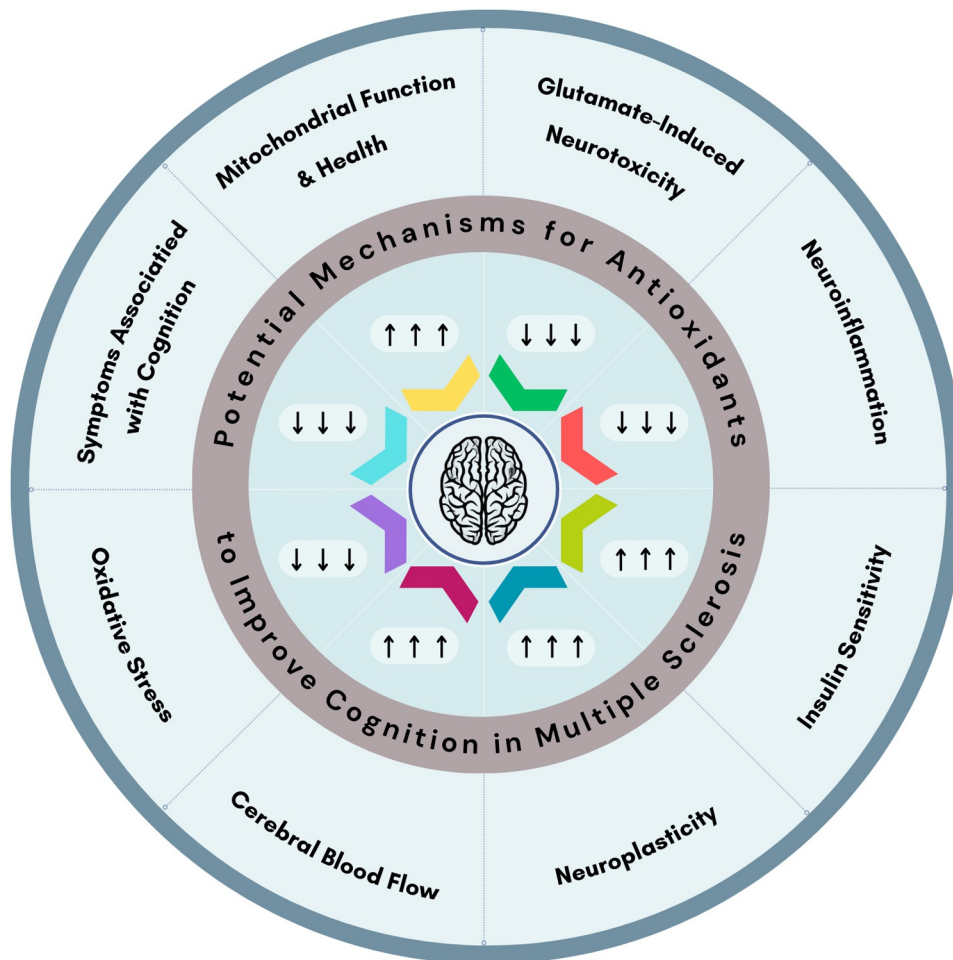 Potential Mechanisms for Antioxidants
to Improve Cognition in Multiple Sclerosis
Mitochondrial Function
& Health
Glutamate-Induced
Neurotoxicity
Neuroinflammation
Insulin Sensitivity
Neuroplasticity
Cerebral Blood Flow
Oxidative Stress
Symptoms Associatied
with Cognition
↑ ↑ ↑
↓ ↓ ↓
↓ ↓ ↓
↑ ↑ ↑
↑ ↑ ↑
↑ ↑ ↑
↓ ↓ ↓
↓ ↓ ↓